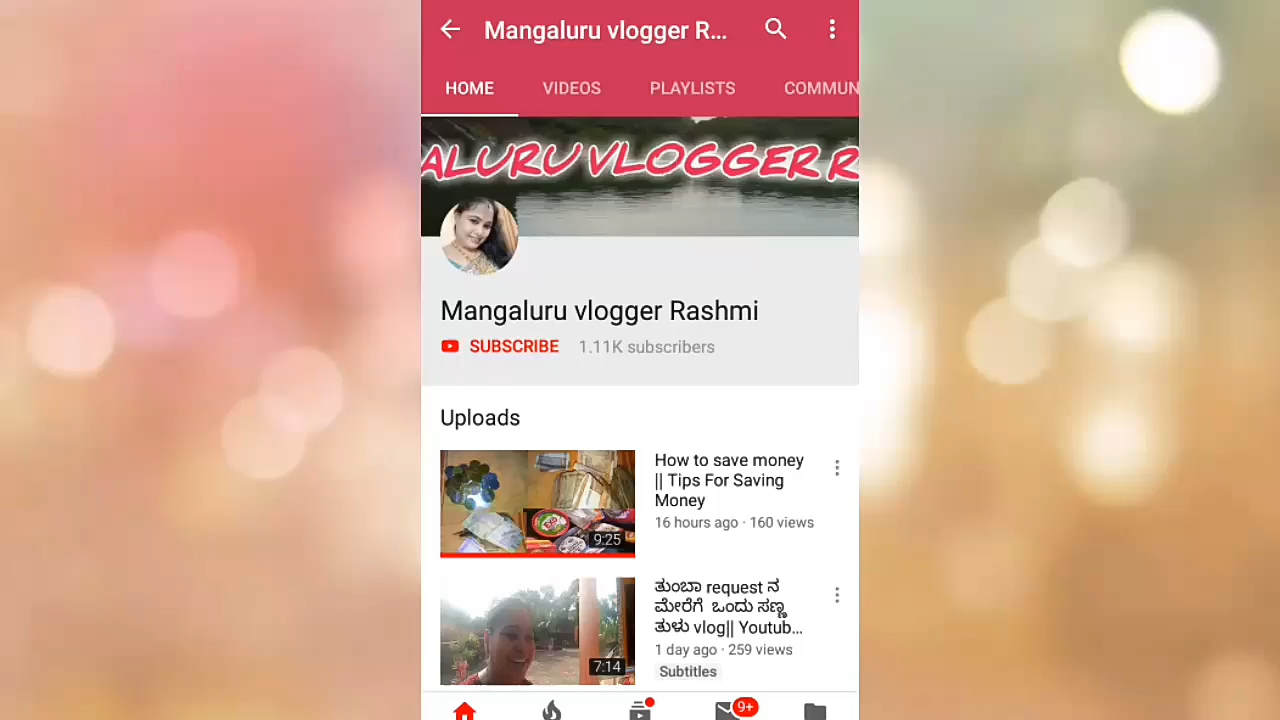 Mangaluru vlogger R...
HOME VIDEOS PLAYLISTS COMMUN
ALURU VLOGGER R
Mangaluru vlogger Rashmi
SUBSCRIBE 1.11K subscribers
Uploads
How to save money
|| Tips For Saving
Money
16 hours ago · 160 views
9:25
ತುಂಬಾ request ನ
ಮೇರೆಗೆ ಒಂದು ಸಣ್ಣ
ತುಳು vlog|| Youtub...
1 day ago · 259 views
7:14
Subtitles
9+